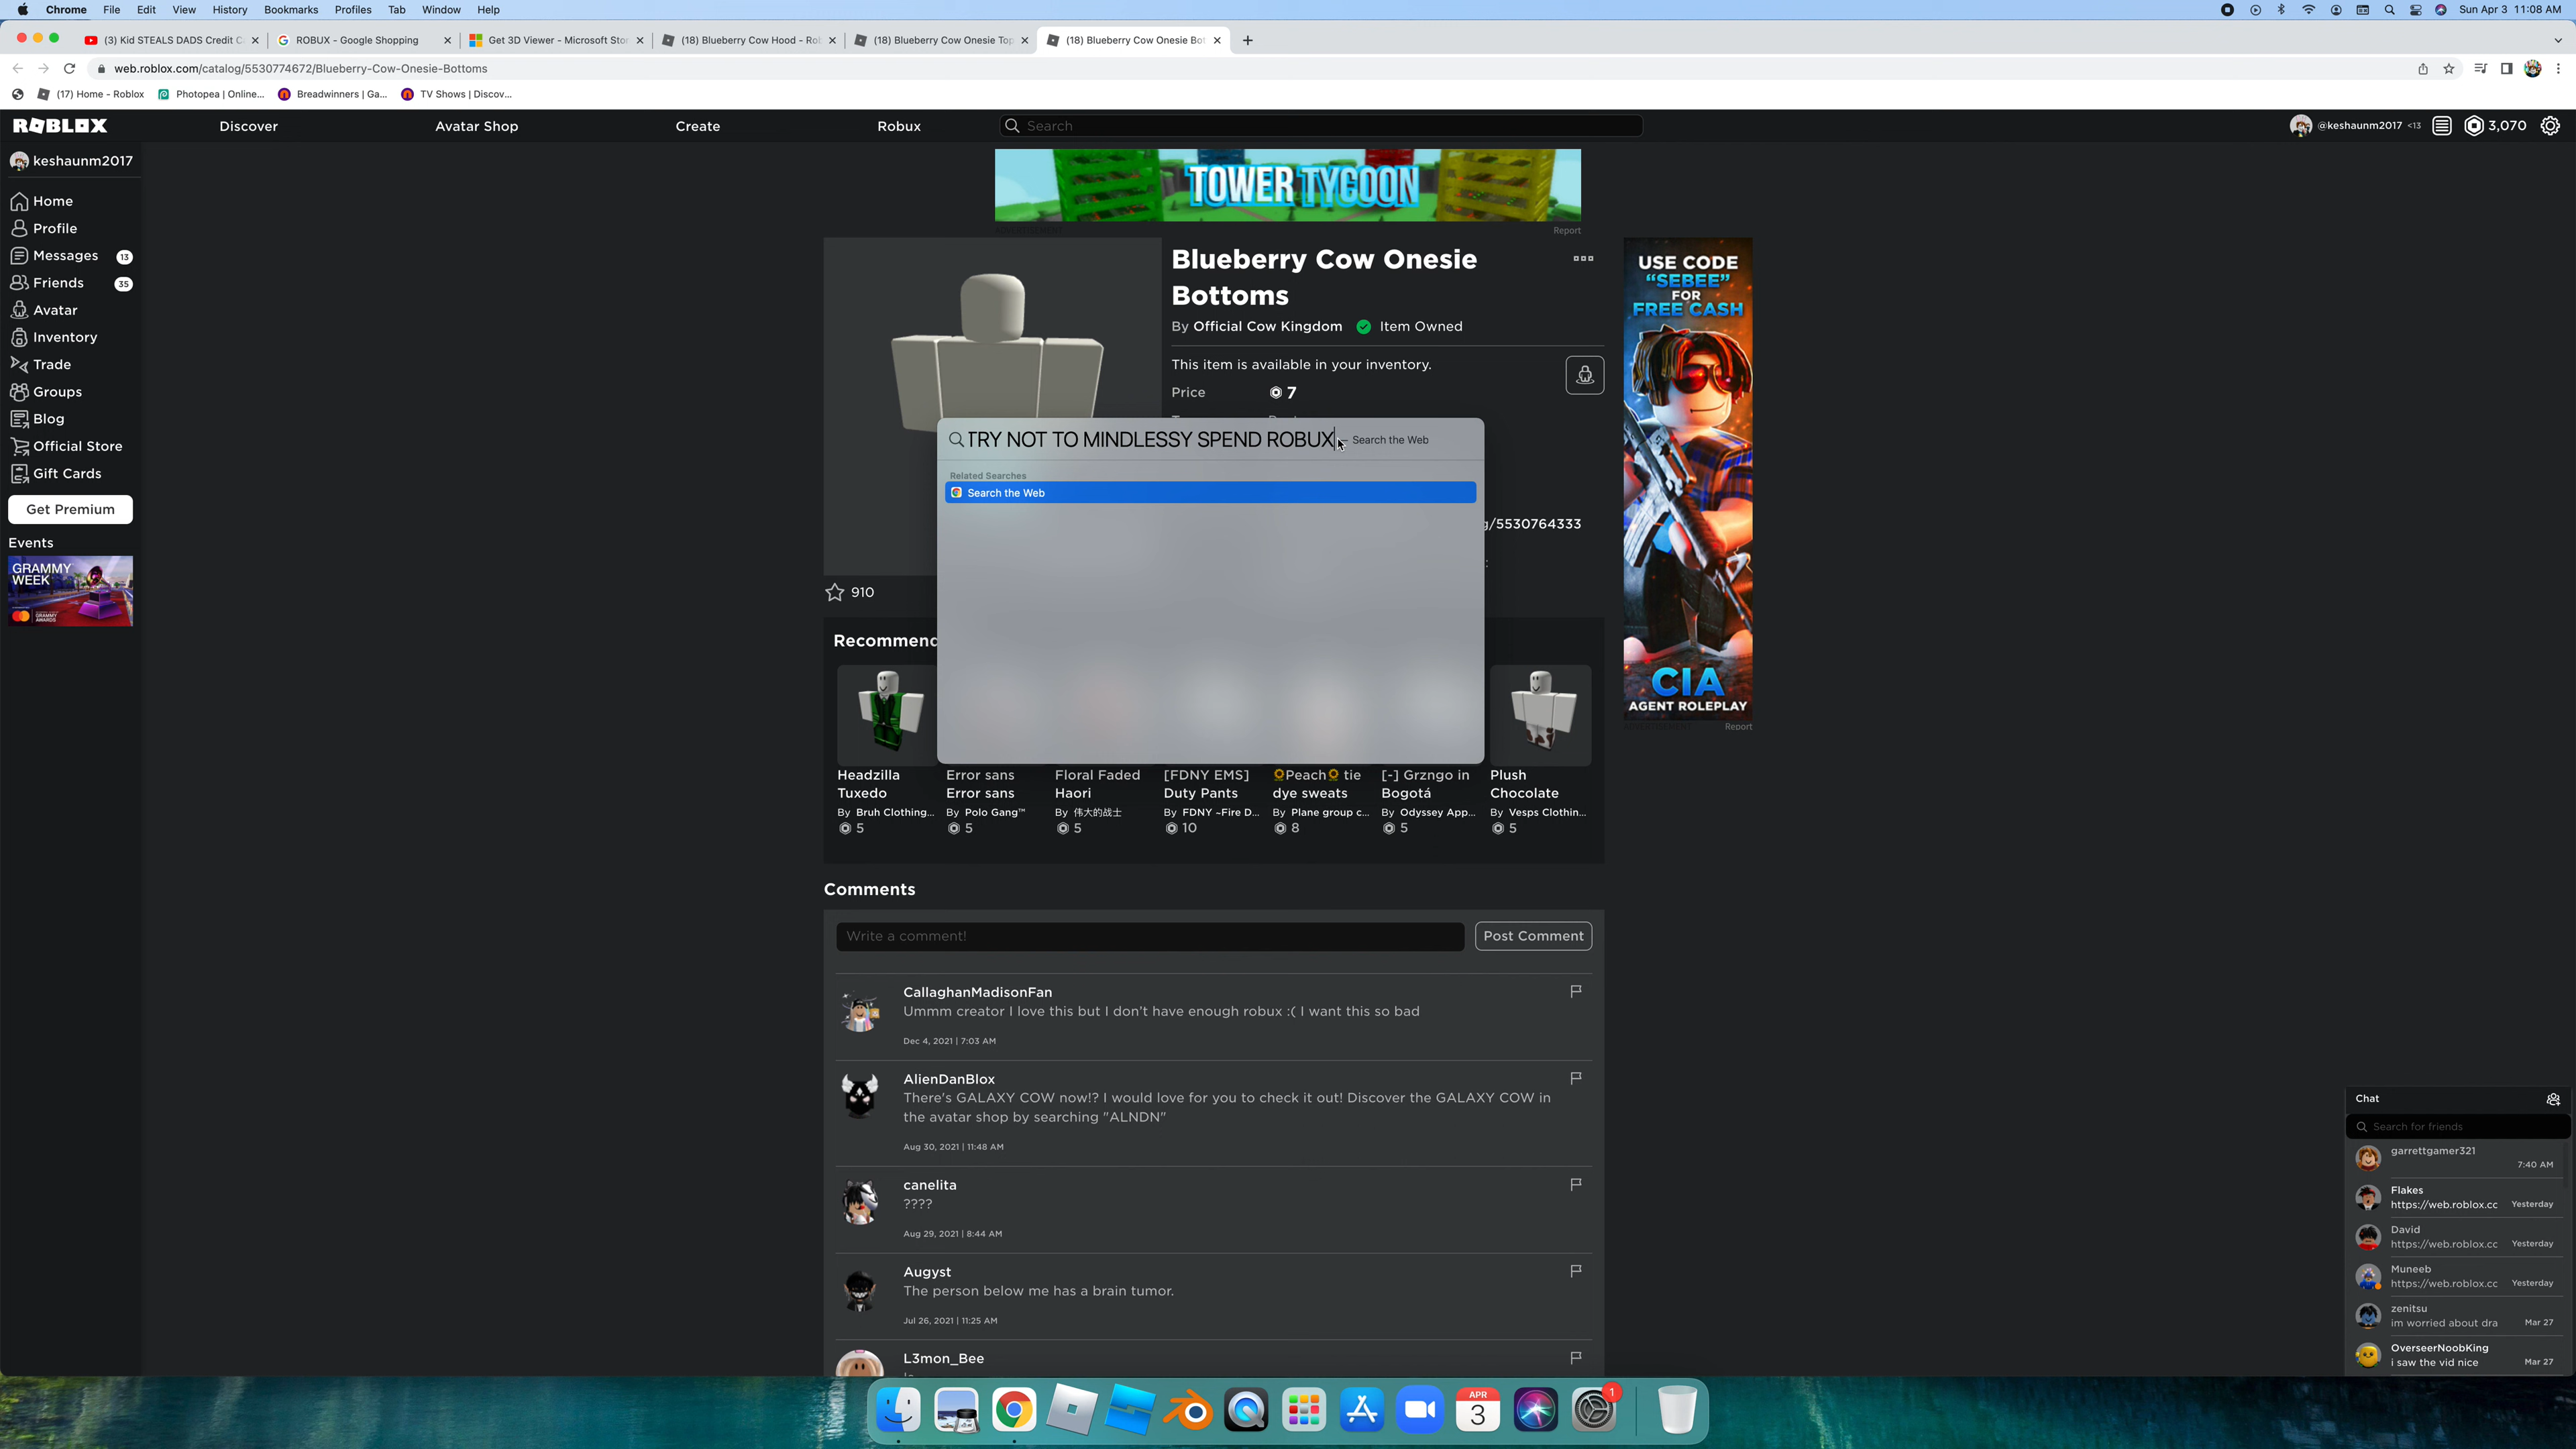 Chrome File Edit View History Bookmarks Profiles Tab Window Help
Sun Apr 3 11:08 AM
(3) Kid STEALS DADS Credit C
ROBUX - Google Shopping
Get 3D Viewer - Microsoft Stor
(18) Blueberry Cow Hood - Rob
(18) Blueberry Cow Onesie Top
(18) Blueberry Cow Onesie Bot
web.roblox.com/catalog/5530774672/Blueberry-Cow-Onesie-Bottoms
(17) Home - Roblox
Photopea | Online...
Breadwinners | Ga...
TV Shows | Discov...
ROBLOX
Discover
Avatar Shop
Create
Robux
Search
@keshaunm2017 <13
3,070
keshaunm2017
Home
Profile
Messages 13
Friends 35
Avatar
Inventory
Trade
Groups
Blog
Official Store
Gift Cards
Get Premium
Events
GRAMMY
WEEK
TOWER TYCOON
ADVERTISEMENT
Report
Blueberry Cow Onesie
Bottoms
By Official Cow Kingdom Item Owned
This item is available in your inventory.
Price 7
TRY NOT TO MINDLESSY SPEND ROBUX — Search the Web
Related Searches
Search the Web
g/5530764333
:
910
USE CODE
"SEBEE"
FOR
FREE CASH
CIA
AGENT ROLEPLAY
ADVERTISEMENT
Report
Recommend
Headzilla
Tuxedo
By Bruh Clothing...
5
Error sans
Error sans
By Polo Gang™
5
Floral Faded
Haori
By 伟大的战士
5
[FDNY EMS]
Duty Pants
By FDNY ~Fire D...
10
🌻Peach🌻 tie
dye sweats
By Plane group c...
8
[-] Grzngo in
Bogotá
By Odyssey App...
5
Plush
Chocolate
By Vesps Clothin...
5
Comments
Write a comment!
Post Comment
CallaghanMadisonFan
Ummm creator I love this but I don't have enough robux :( I want this so bad
Dec 4, 2021 | 7:03 AM
AlienDanBlox
There's GALAXY COW now!? I would love for you to check it out! Discover the GALAXY COW in
the avatar shop by searching "ALNDN"
Aug 30, 2021 | 11:48 AM
canelita
????
Aug 29, 2021 | 8:44 AM
Augyst
The person below me has a brain tumor.
Jul 26, 2021 | 11:25 AM
L3mon_Bee
Chat
Search for friends
garrettgamer321
7:40 AM
Flakes
https://web.roblox.cc Yesterday
David
https://web.roblox.cc Yesterday
Muneeb
https://web.roblox.cc Yesterday
zenitsu
im worried about dra Mar 27
OverseerNoobKing
i saw the vid nice Mar 27
APR
3
1